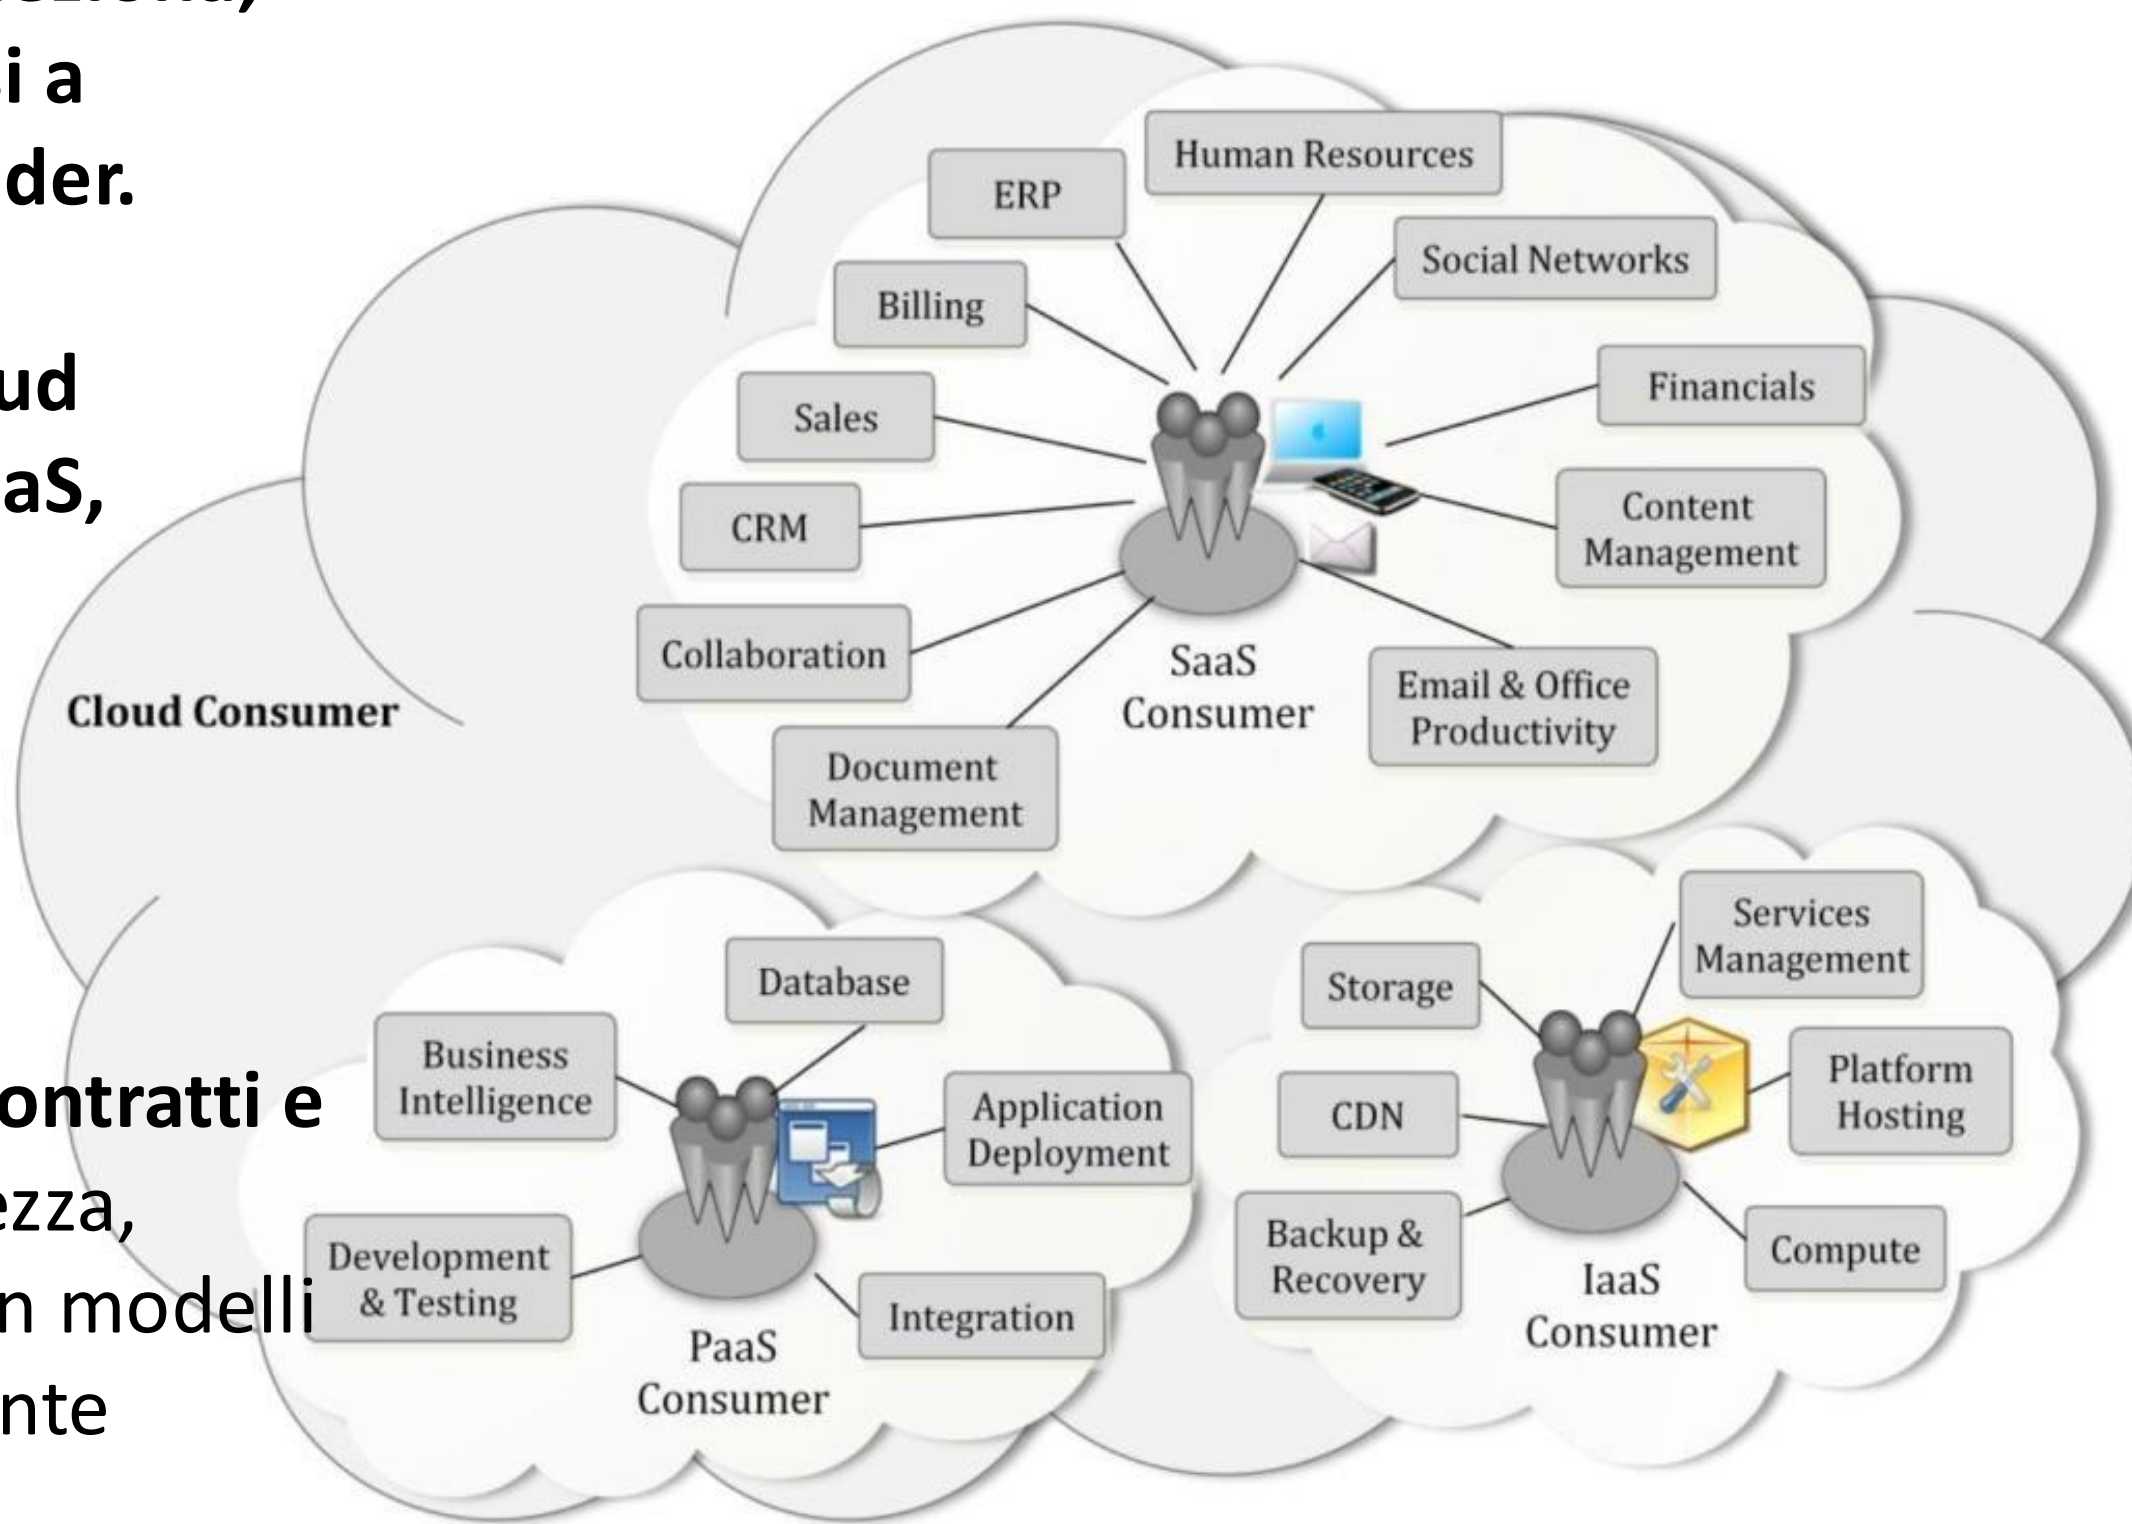 si a
der.
ud
aS,
ontratti e
ezza,
n modelli
nte
Cloud Consumer
Human Resources
ERP
Social Networks
Billing
Financials
Sales
Content
Management
CRM
Collaboration
SaaS
Consumer
Email & Office
Productivity
Document
Management
Database
Business
Intelligence
Application
Deployment
Development
& Testing
Integration
PaaS
Consumer
Services
Management
Storage
Platform
Hosting
CDN
Backup &
Recovery
Compute
IaaS
Consumer